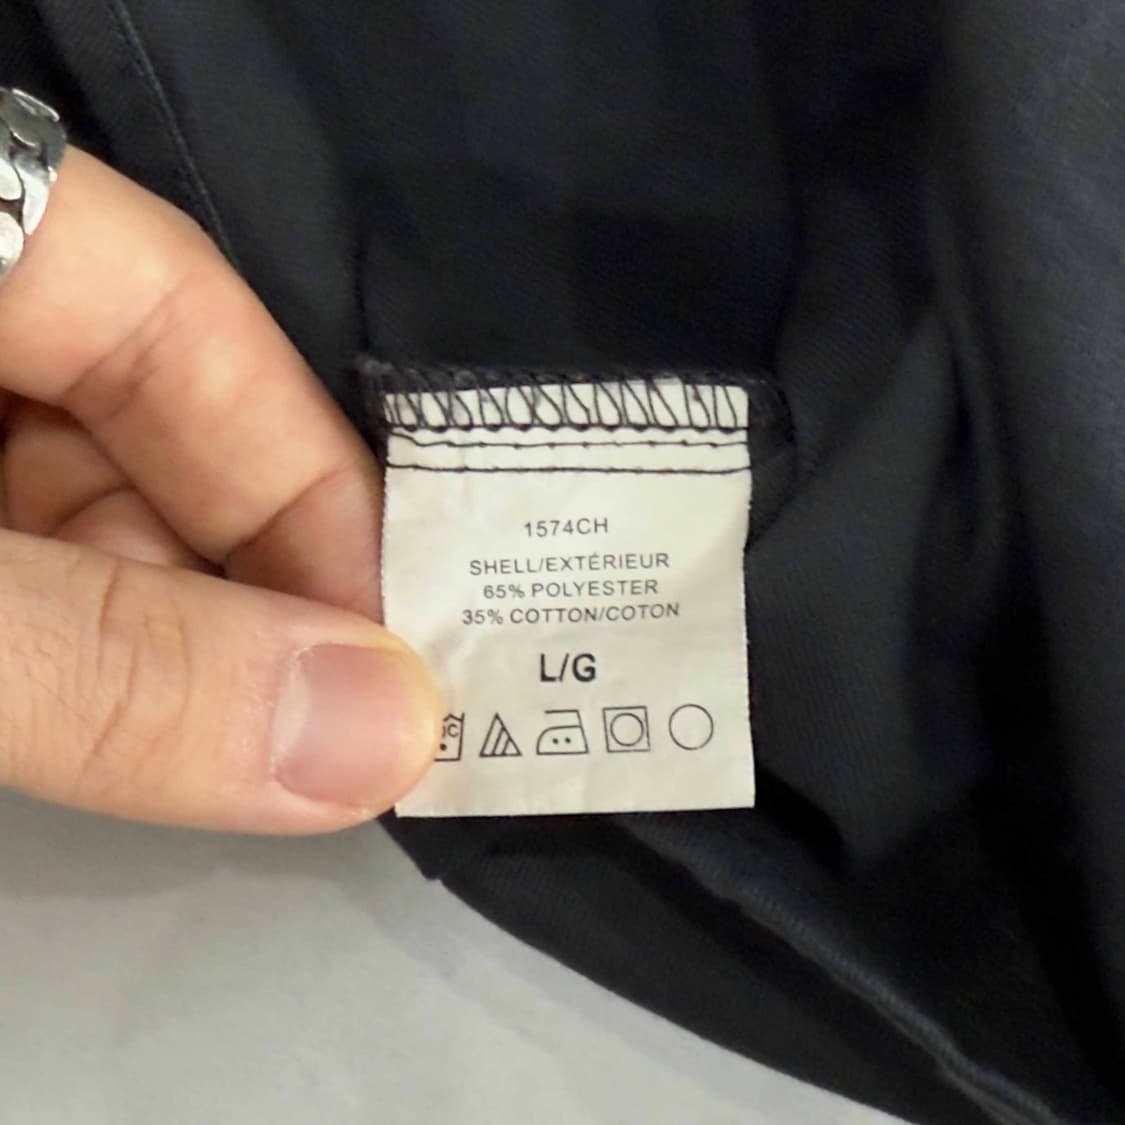 1574CH
SHELL/EXTÉRIEUR
65% POLYESTER
35% COTTON/COTON
L/G